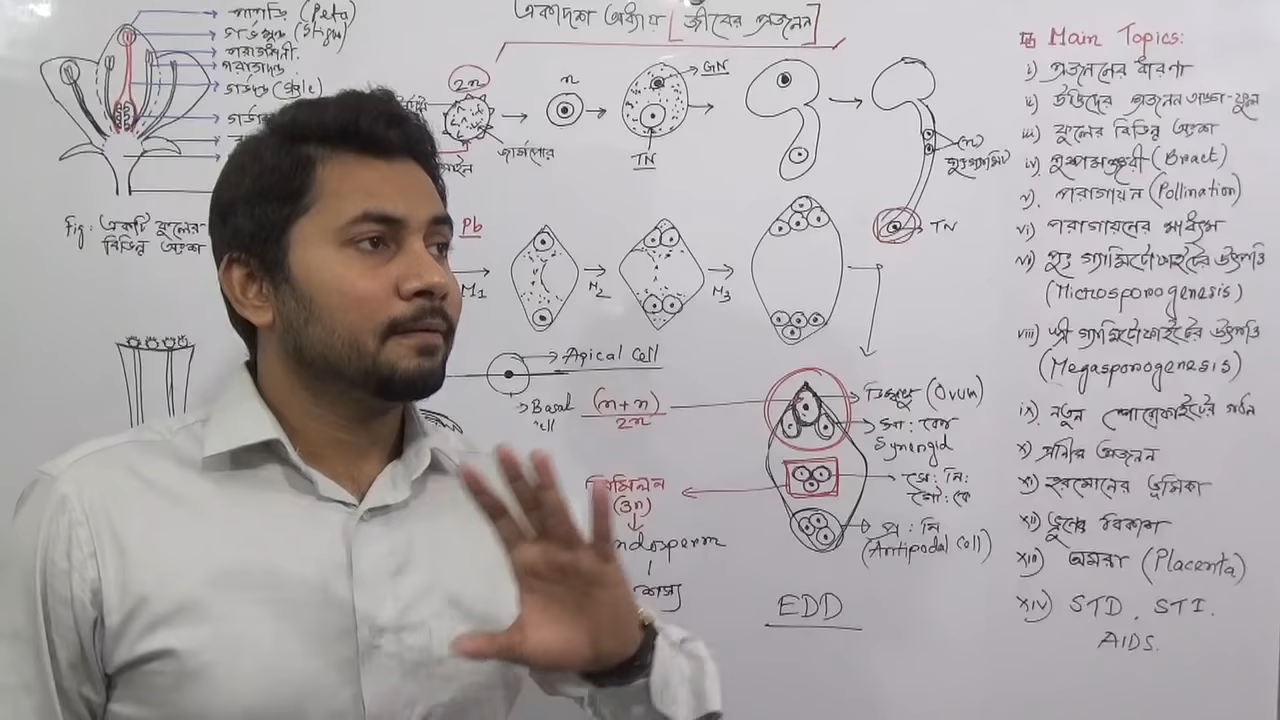 একাদশ অধ্যায় [জীবের প্রজনন]
পাপড়ি (Peta
গর্ভমুন্ড (Stigma)
পরাগধানী
পরাগদণ্ড
গর্ভদণ্ড (Style)
Fig: একটি ফুলের
বিভিন্ন অংশ
2n
n
GN
TN
(n)
পুংগ্যামিট
TN
Pb
M1
M2
M3
Apical Cell
Basal
cell
(n+n)
2n
ডিম্বাণু (Ovum)
Synergid
(3n)
ndosperm
শস্য
(Antipodal Cell)
EDD
Main Topics:
i) প্রজননের ধারণা
ii) উদ্ভিদের প্রজনন অঙ্গ-ফুল
iii) ফুলের বিভিন্ন অংশ
iv) পুষ্পমঞ্জরী (Bract)
v) পরাগায়ন (Pollination)
vi) পরাগায়নের মাধ্যম
vii) পুং গ্যামিটোফাইটের উৎপত্তি
(Microsporogenesis)
viii) স্ত্রী গ্যামিটোফাইটের উৎপত্তি
(Megasporogenesis)
ix) নতুন স্পোরোফাইটের গঠন
x) প্রাণীর প্রজনন
xi) হরমোনের ভূমিকা
xii) ভ্রূণের বিকাশ
xiii) অমরা (Placenta)
xiv) STD, STI.
AIDS.